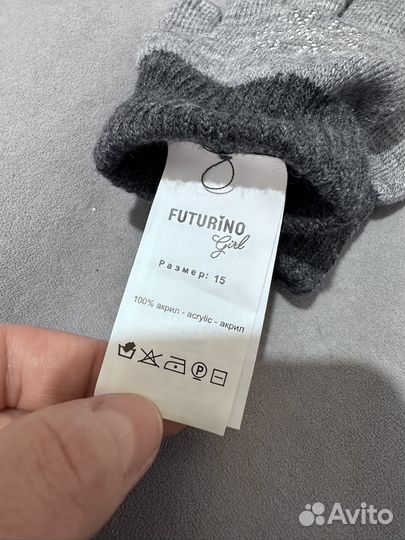 FUTURINO
Girl
Размер: 15
100% акрил - acrylic - акрил
P
Avito